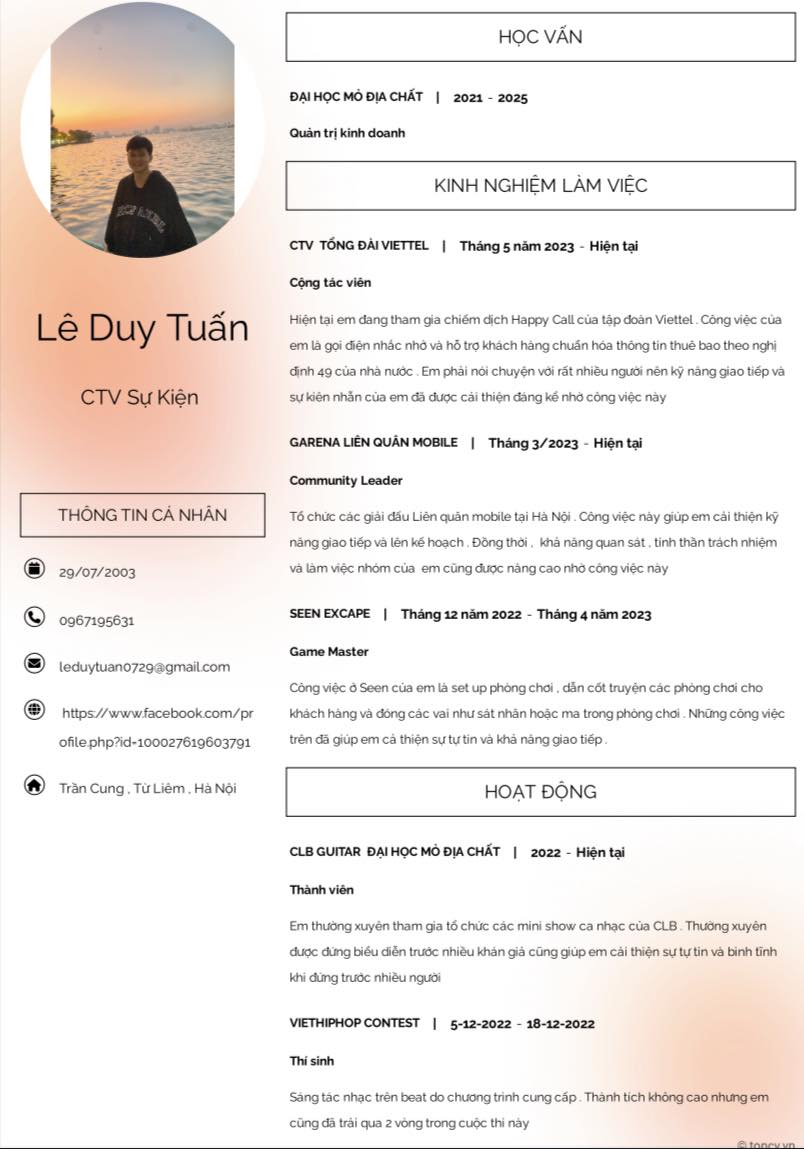 Lê Duy Tuấn
CTV Sự Kiện
THÔNG TIN CÁ NHÂN
29/07/2003
0967195631
leduytuan0729@gmail.com
https://www.facebook.com/pr
ofile.php?id=100027619603791
Trần Cung , Từ Liêm , Hà Nội
HỌC VẤN
ĐẠI HỌC MỎ ĐỊA CHẤT | 2021 - 2025
Quản trị kinh doanh
KINH NGHIỆM LÀM VIỆC
CTV TỔNG ĐÀI VIETTEL | Tháng 5 năm 2023 - Hiện tại
Cộng tác viên
Hiện tại em đang tham gia chiếm dịch Happy Call của tập đoàn Viettel . Công việc của
em là gọi điện nhắc nhở và hỗ trợ khách hàng chuẩn hóa thông tin thuê bao theo nghị
định 49 của nhà nước . Em phải nói chuyện với rất nhiều người nên kỹ năng giao tiếp và
sự kiên nhẫn của em đã được cải thiện đáng kể nhờ công việc này
GARENA LIÊN QUÂN MOBILE | Tháng 3/2023 - Hiện tại
Community Leader
Tổ chức các giải đấu Liên quân mobile tại Hà Nội . Công việc này giúp em cải thiện kỹ
năng giao tiếp và lên kế hoạch . Đồng thời , khả năng quan sát , tinh thần trách nhiệm
và làm việc nhóm của em cũng được nâng cao nhờ công việc này
SEEN EXCAPE | Tháng 12 năm 2022 - Tháng 4 năm 2023
Game Master
Công việc ở Seen của em là set up phòng chơi , dẫn cốt truyện các phòng chơi cho
khách hàng và đóng các vai như sát nhân hoặc ma trong phòng chơi . Những công việc
trên đã giúp em cả thiện sự tự tin và khả năng giao tiếp .
HOẠT ĐỘNG
CLB GUITAR ĐẠI HỌC MỎ ĐỊA CHẤT | 2022 - Hiện tại
Thành viên
Em thường xuyên tham gia tổ chức các mini show ca nhạc của CLB . Thường xuyên
được đứng biểu diễn trước nhiều khán giả cũng giúp em cải thiện sự tự tin và bình tĩnh
khi đứng trước nhiều người
VIETHIPHOP CONTEST | 5-12-2022 - 18-12-2022
Thí sinh
Sáng tác nhạc trên beat do chương trình cung cấp . Thành tích không cao nhưng em
cũng đã trải qua 2 vòng trong cuộc thi này
© topcv.vn